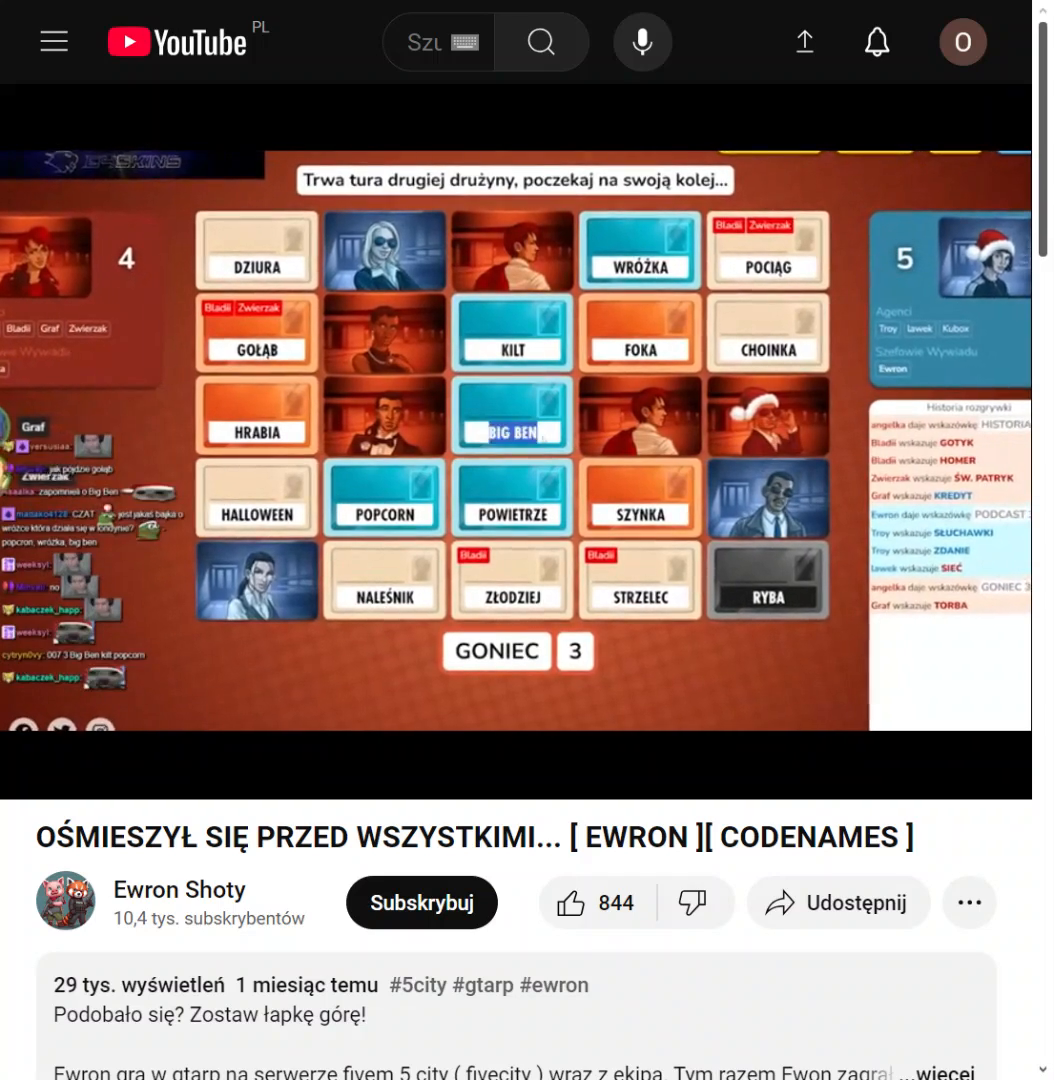 YouTube PL
Szu
O
Trwa tura drugiej drużyny, poczekaj na swoją kolej...
4
DZIURA
WRÓŻKA
Bladii Zwierzak
POCIĄG
5
Bladii Graf Zwierzak
Agenci
Troy Ławek Kubox
Szefowie Wywiadu
Ewron
Bladii Zwierzak
GOŁĄB
KILT
FOKA
CHOINKA
HRABIA
BIG BEN
HALLOWEEN
POPCORN
POWIETRZE
SZYNKA
NALEŚNIK
Bladii
ZŁODZIEJ
Bladii
STRZELEC
RYBA
GONIEC 3
Graf
jak pójdzie gołąb
Zwierzak
zapomnieli o Big Ben
CZAT jest jakaś bajka o
wróżce która działa się w londynie?
popcron, wróżka, big ben
weeksyl:
no
kabaczek_happ:
weeksyl:
cytryn0vy: 007 3 Big Ben kilt popcorn
kabaczek_happ:
Historia rozgrywki
angelka daje wskazówkę HISTORIA
Bladii wskazuje GOTYK
Bladii wskazuje HOMER
Zwierzak wskazuje ŚW. PATRYK
Graf wskazuje KREDYT
Ewron daje wskazówkę PODCAST
Troy wskazuje SŁUCHAWKI
Troy wskazuje ZDANIE
Ławek wskazuje SIEĆ
angelka daje wskazówkę GONIEC 3
Graf wskazuje TORBA
OŚMIESZYŁ SIĘ PRZED WSZYSTKIMI... [ EWRON ][ CODENAMES ]
Ewron Shoty
10,4 tys. subskrybentów
Subskrybuj
844
Udostępnij
29 tys. wyświetleń 1 miesiąc temu #5city #gtarp #ewron
Podobało się? Zostaw łapkę górę!
Ewron gra w gtarp na serwerze fivem 5 city ( fivecity ) wraz z ekipą. Tym razem Ewon zagrał ...więcej